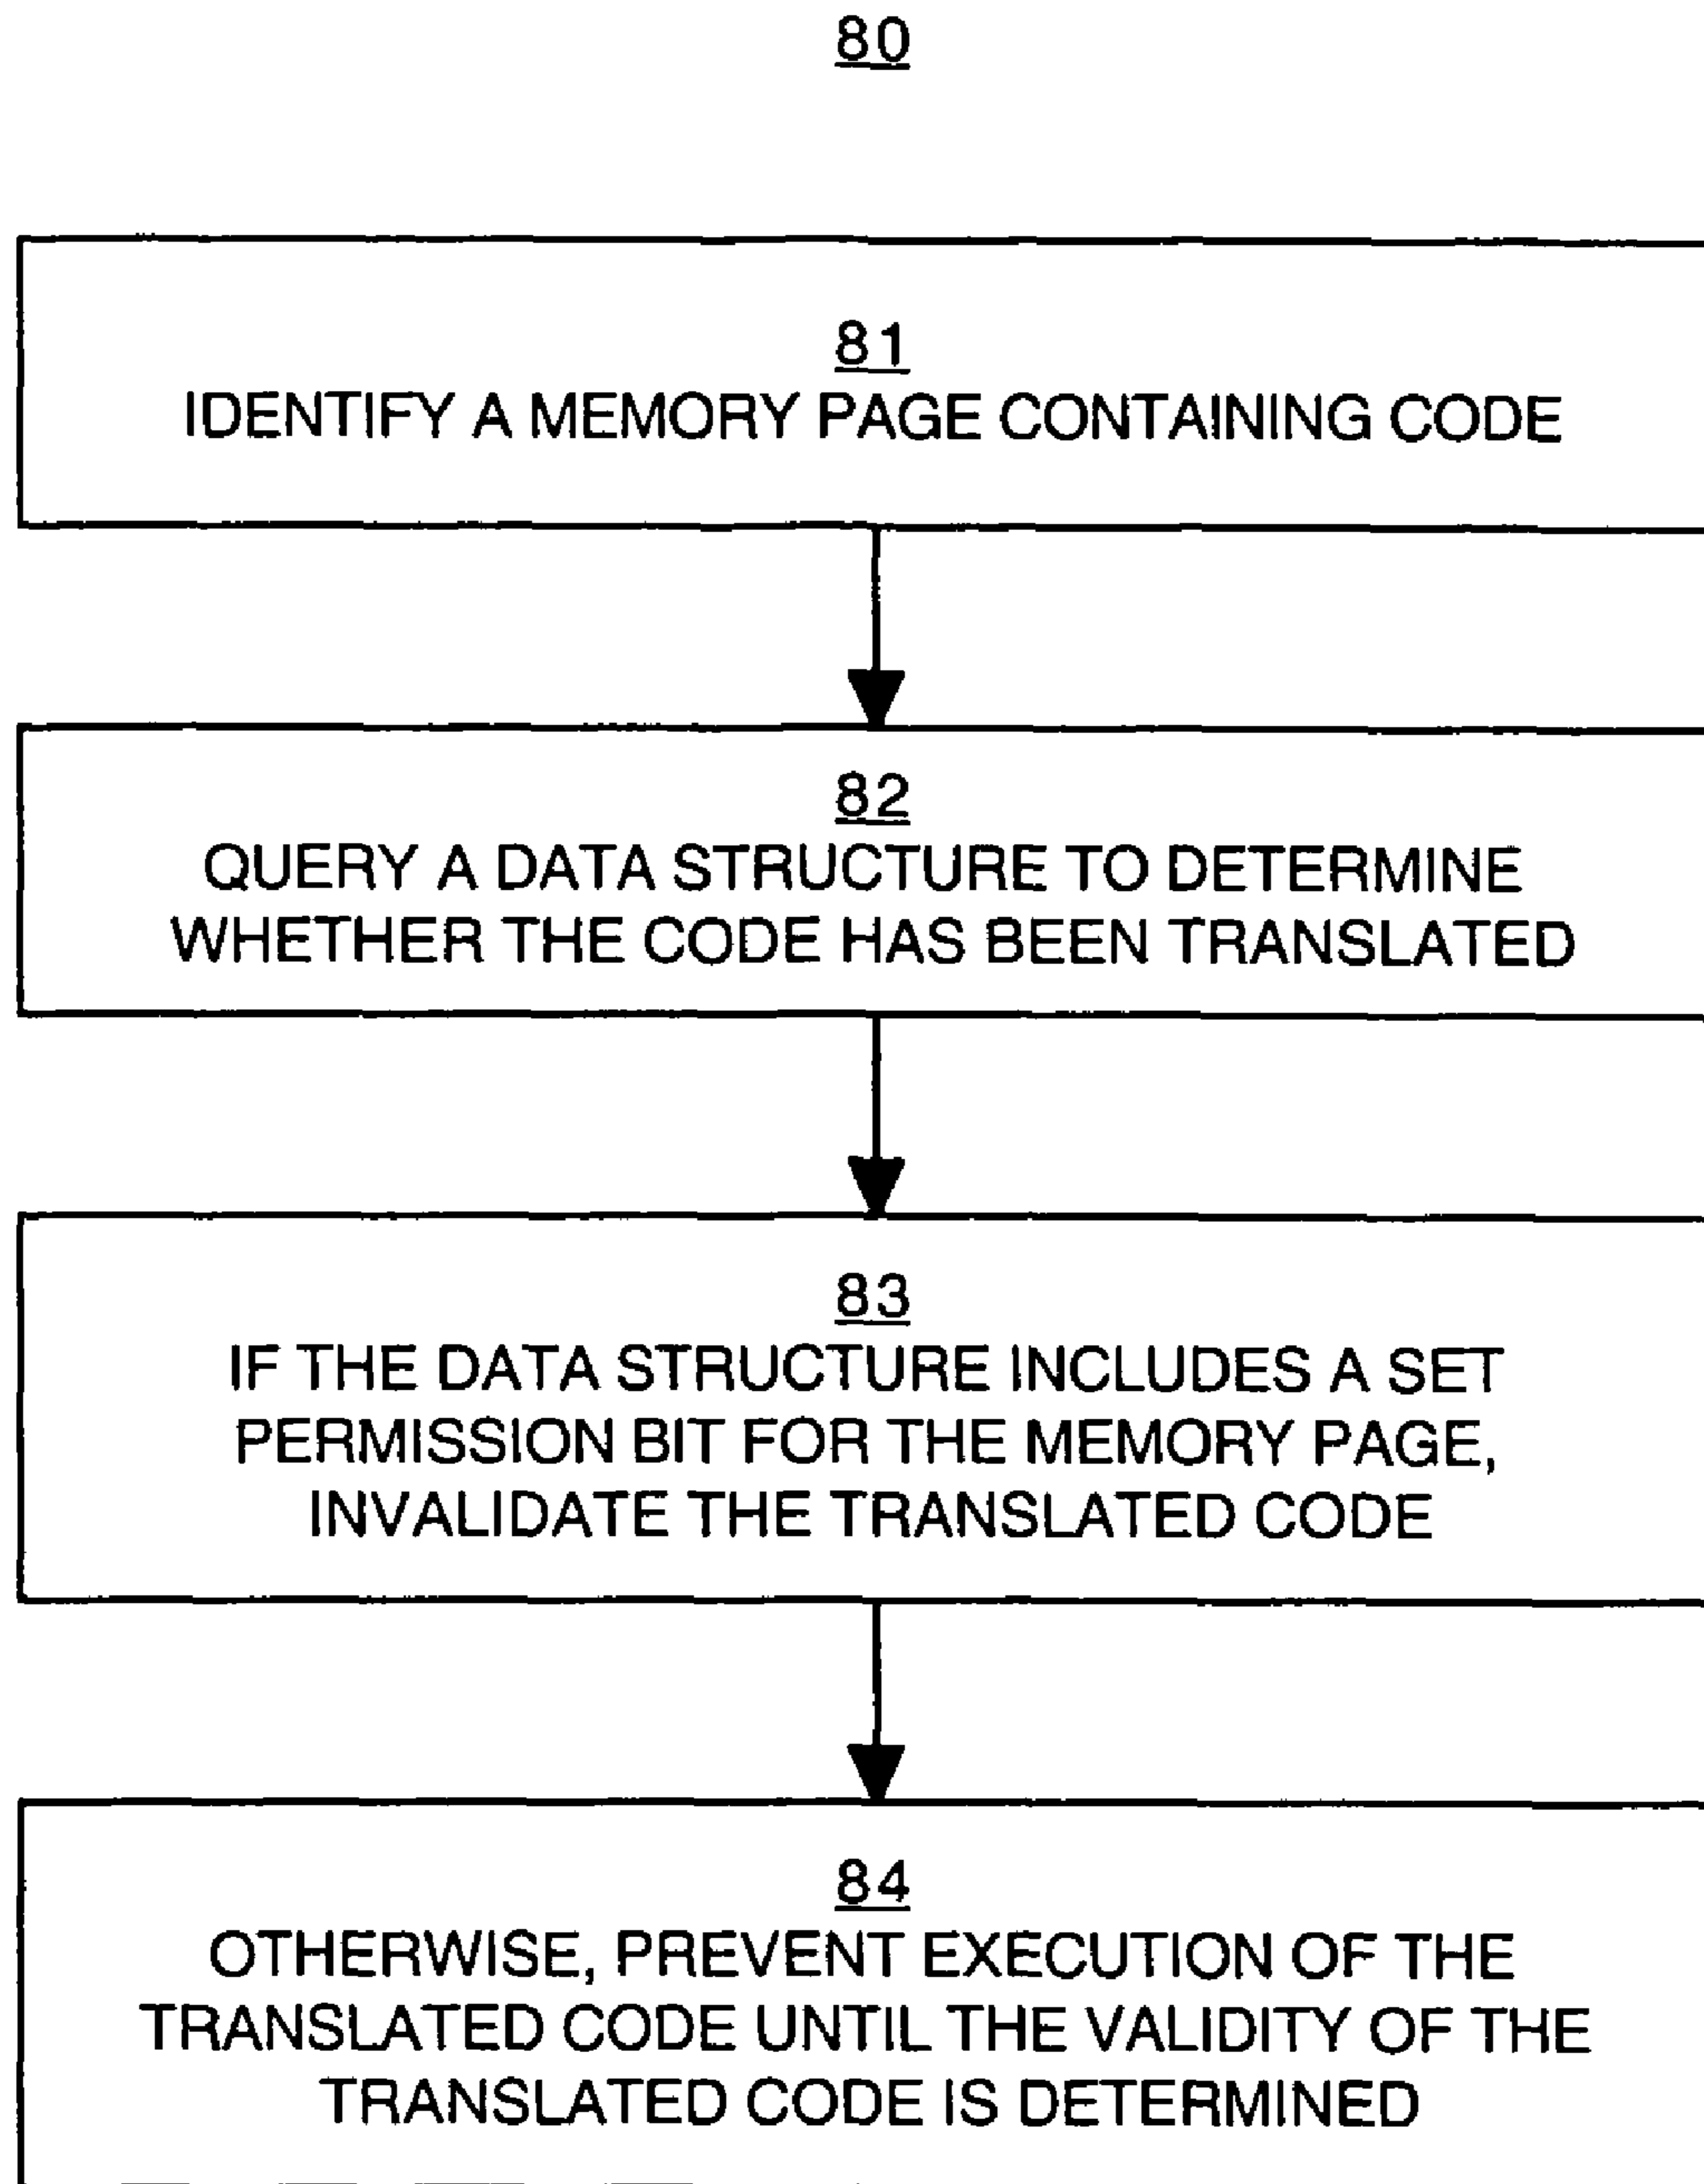 80
81
IDENTIFY A MEMORY PAGE CONTAINING CODE
82
QUERY A DATA STRUCTURE TO DETERMINE
WHETHER THE CODE HAS BEEN TRANSLATED
83
IF THE DATA STRUCTURE INCLUDES A SET
PERMISSION BIT FOR THE MEMORY PAGE,
INVALIDATE THE TRANSLATED CODE
84
OTHERWISE, PREVENT EXECUTION OF THE
TRANSLATED CODE UNTIL THE VALIDITY OF THE
TRANSLATED CODE IS DETERMINED